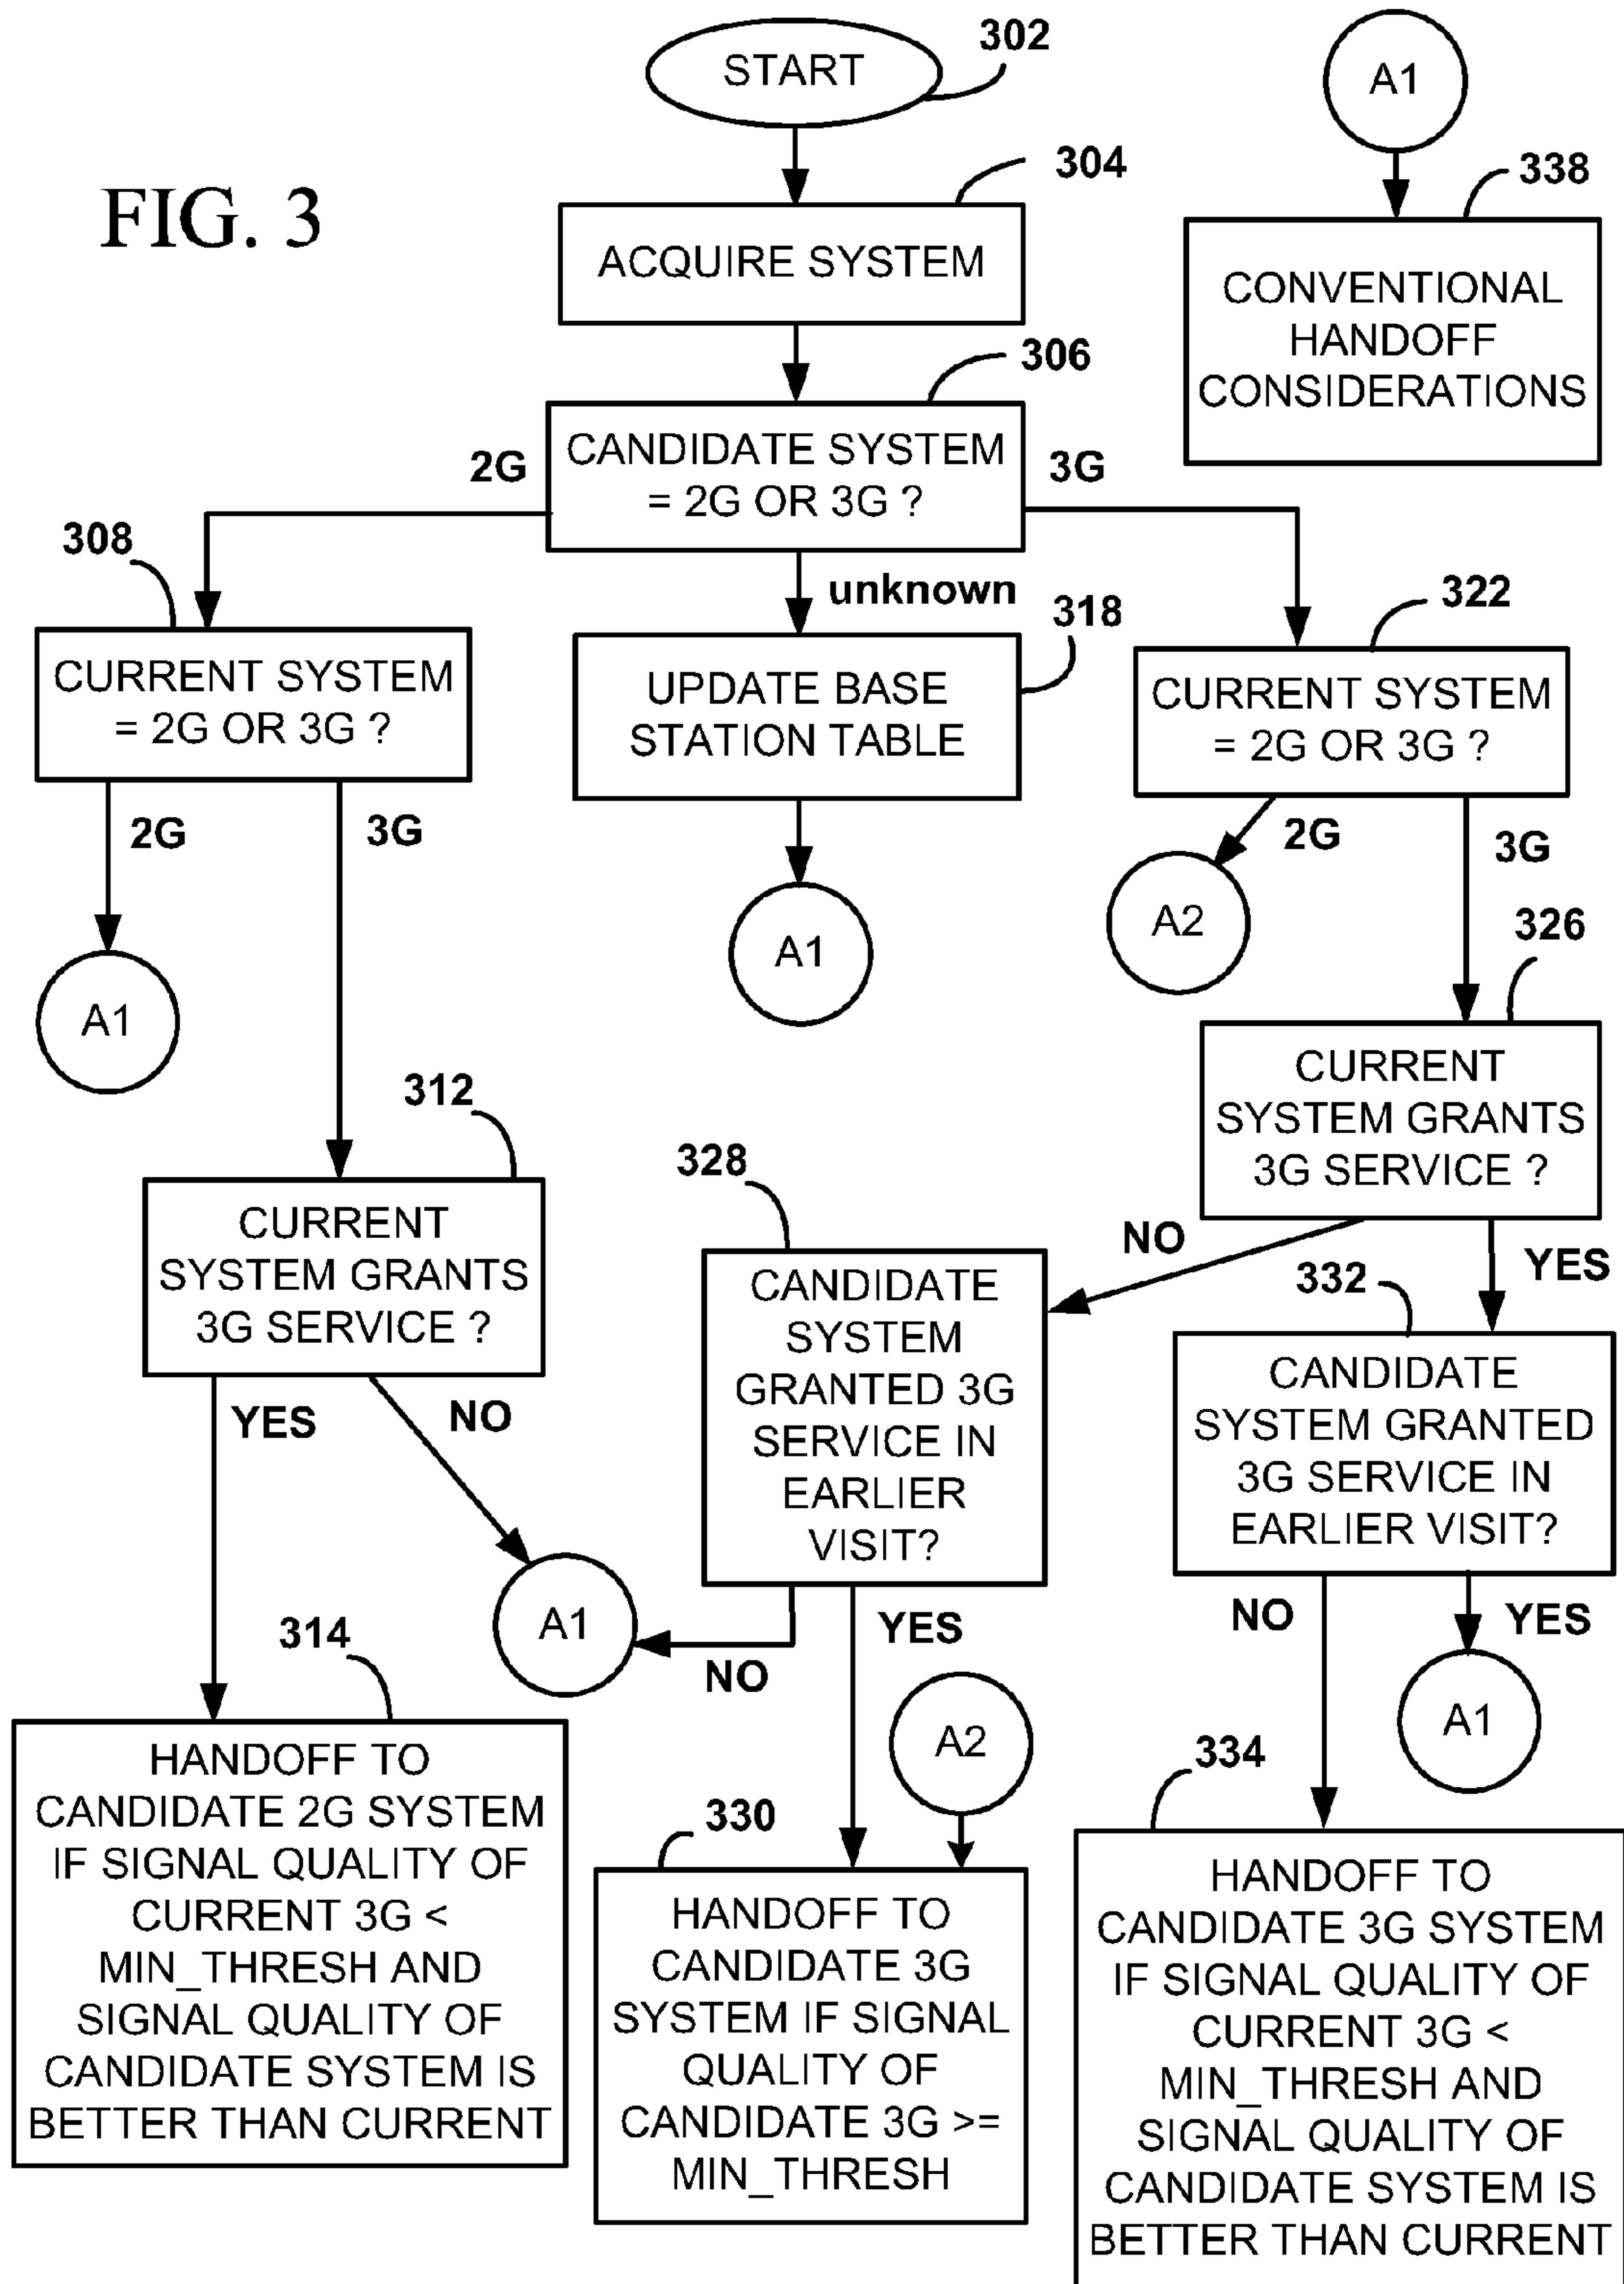 START
302
A1
FIG. 3
304
338
ACQUIRE SYSTEM
CONVENTIONAL
HANDOFF
CONSIDERATIONS
306
2G
CANDIDATE SYSTEM
= 2G OR 3G ?
3G
308
unknown
318
322
CURRENT SYSTEM
= 2G OR 3G ?
UPDATE BASE
STATION TABLE
CURRENT SYSTEM
= 2G OR 3G ?
2G
3G
2G
3G
A1
A1
A2
326
312
CURRENT
SYSTEM GRANTS
3G SERVICE ?
328
CURRENT
SYSTEM GRANTS
3G SERVICE ?
NO
YES
332
CANDIDATE
SYSTEM
GRANTED 3G
SERVICE IN
EARLIER
VISIT?
CANDIDATE
SYSTEM GRANTED
3G SERVICE IN
EARLIER VISIT?
YES
NO
314
A1
NO
YES
NO
YES
A1
A2
334
330
HANDOFF TO
CANDIDATE 2G SYSTEM
IF SIGNAL QUALITY OF
CURRENT 3G <
MIN_THRESH AND
SIGNAL QUALITY OF
CANDIDATE SYSTEM IS
BETTER THAN CURRENT
HANDOFF TO
CANDIDATE 3G
SYSTEM IF SIGNAL
QUALITY OF
CANDIDATE 3G >=
MIN_THRESH
HANDOFF TO
CANDIDATE 3G SYSTEM
IF SIGNAL QUALITY OF
CURRENT 3G <
MIN_THRESH AND
SIGNAL QUALITY OF
CANDIDATE SYSTEM IS
BETTER THAN CURRENT